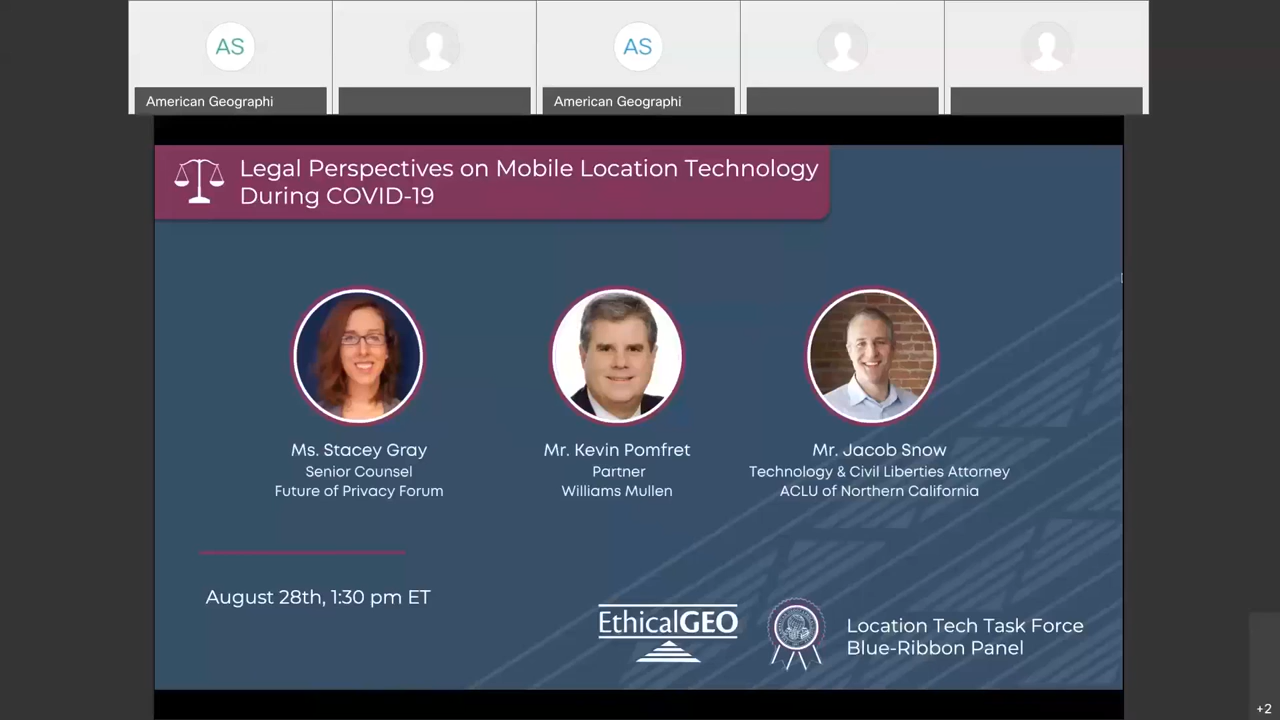 AS
AS
American Geographi
American Geographi
Legal Perspectives on Mobile Location Technology
During COVID-19
Ms. Stacey Gray
Senior Counsel
Future of Privacy Forum
Mr. Kevin Pomfret
Partner
Williams Mullen
Mr. Jacob Snow
Technology & Civil Liberties Attorney
ACLU of Northern California
August 28th, 1:30 pm ET
EthicalGEO
Location Tech Task Force
Blue-Ribbon Panel
+2